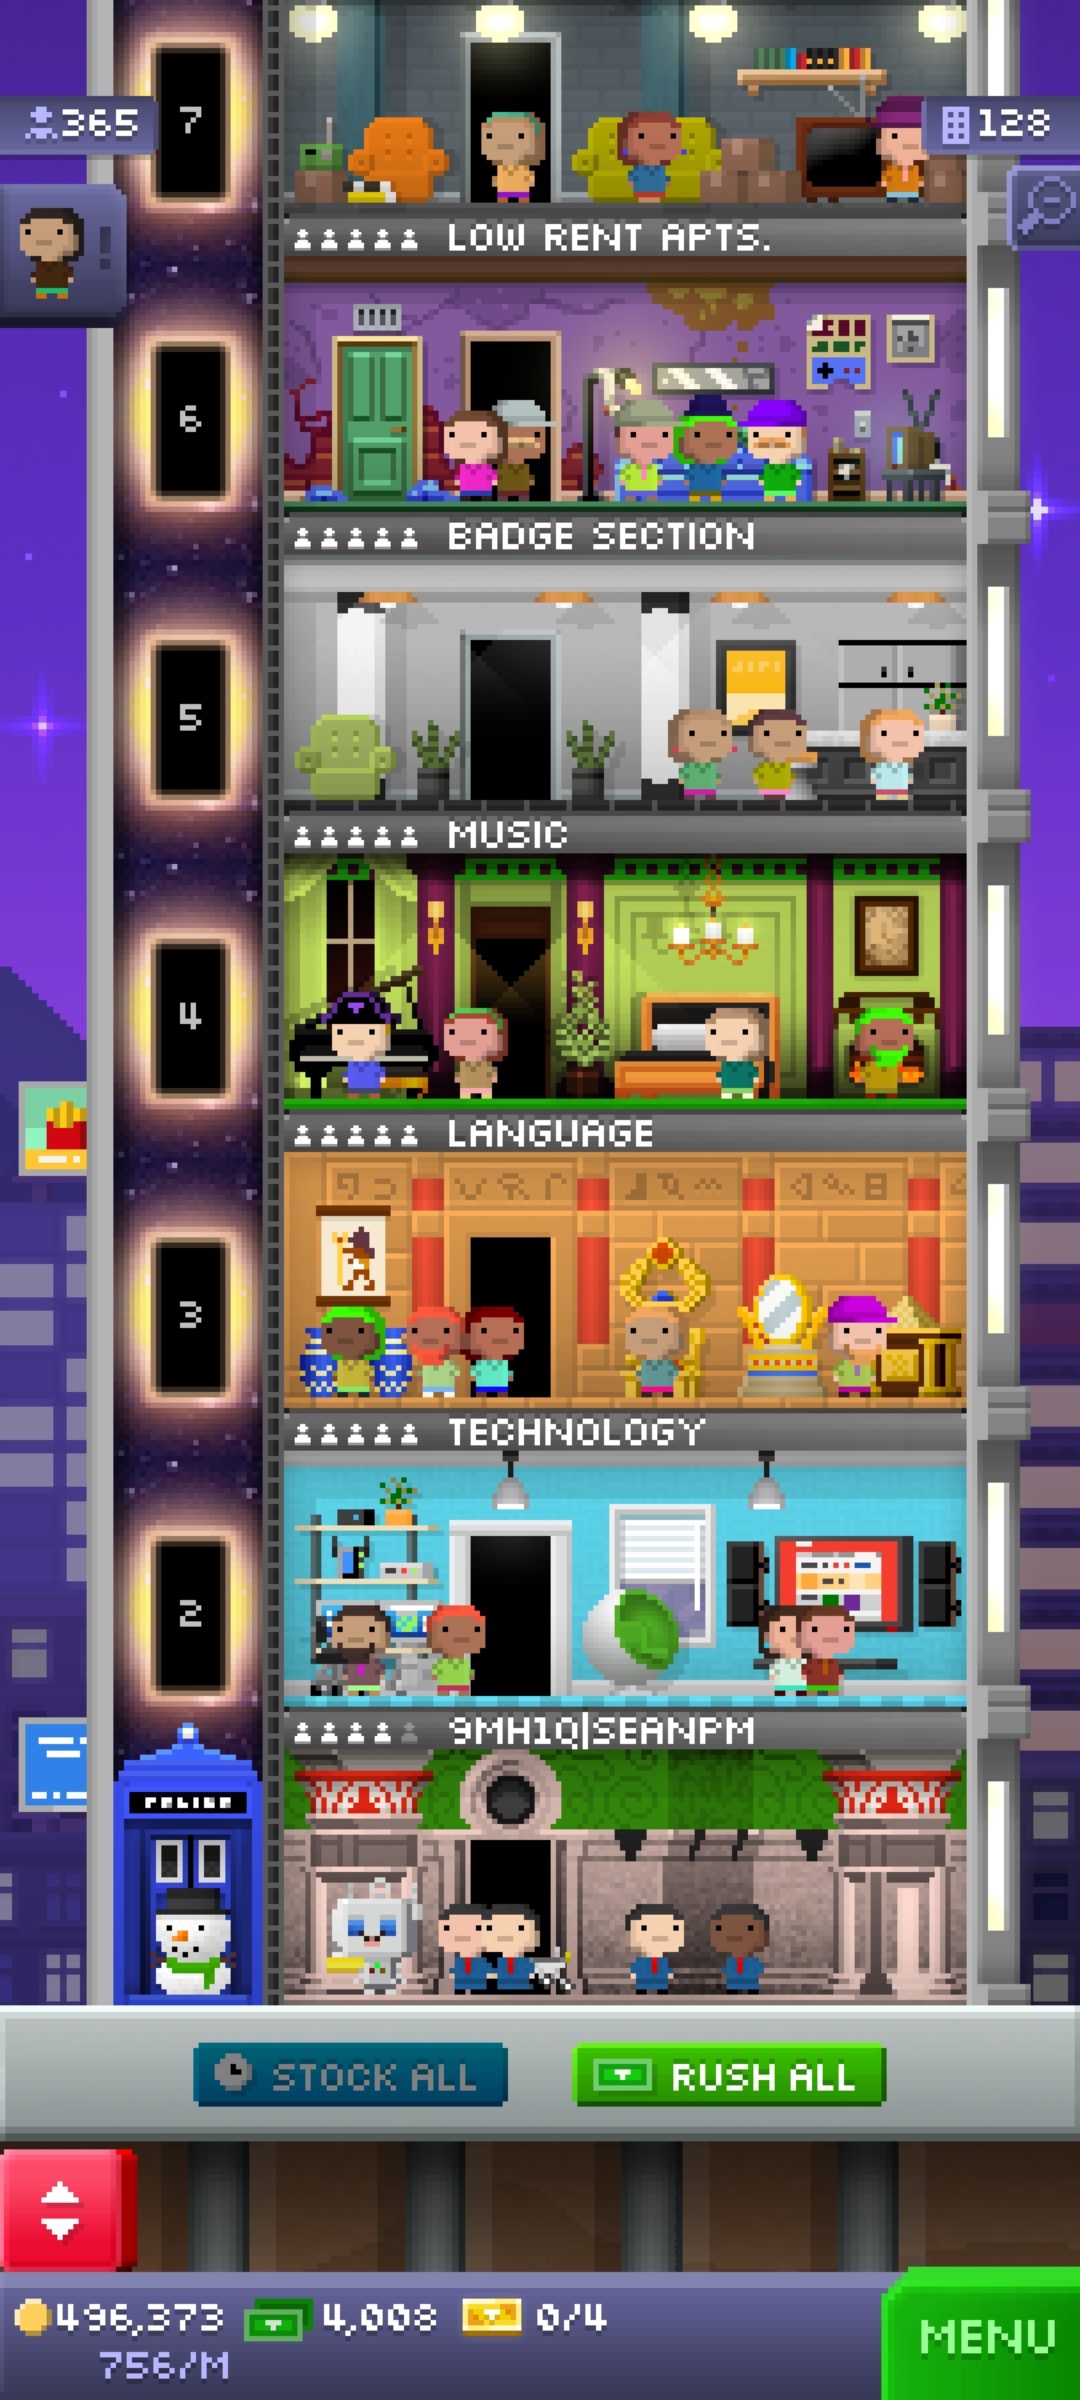 7
365
128
LOW RENT APTS.
6
BADGE SECTION
5
MUSIC
4
LANGUAGE
3
TECHNOLOGY
2
9MH1Q|SEANPM
POLICE
STOCK ALL
RUSH ALL
496,373
4,008
0/4
756/M
MENU